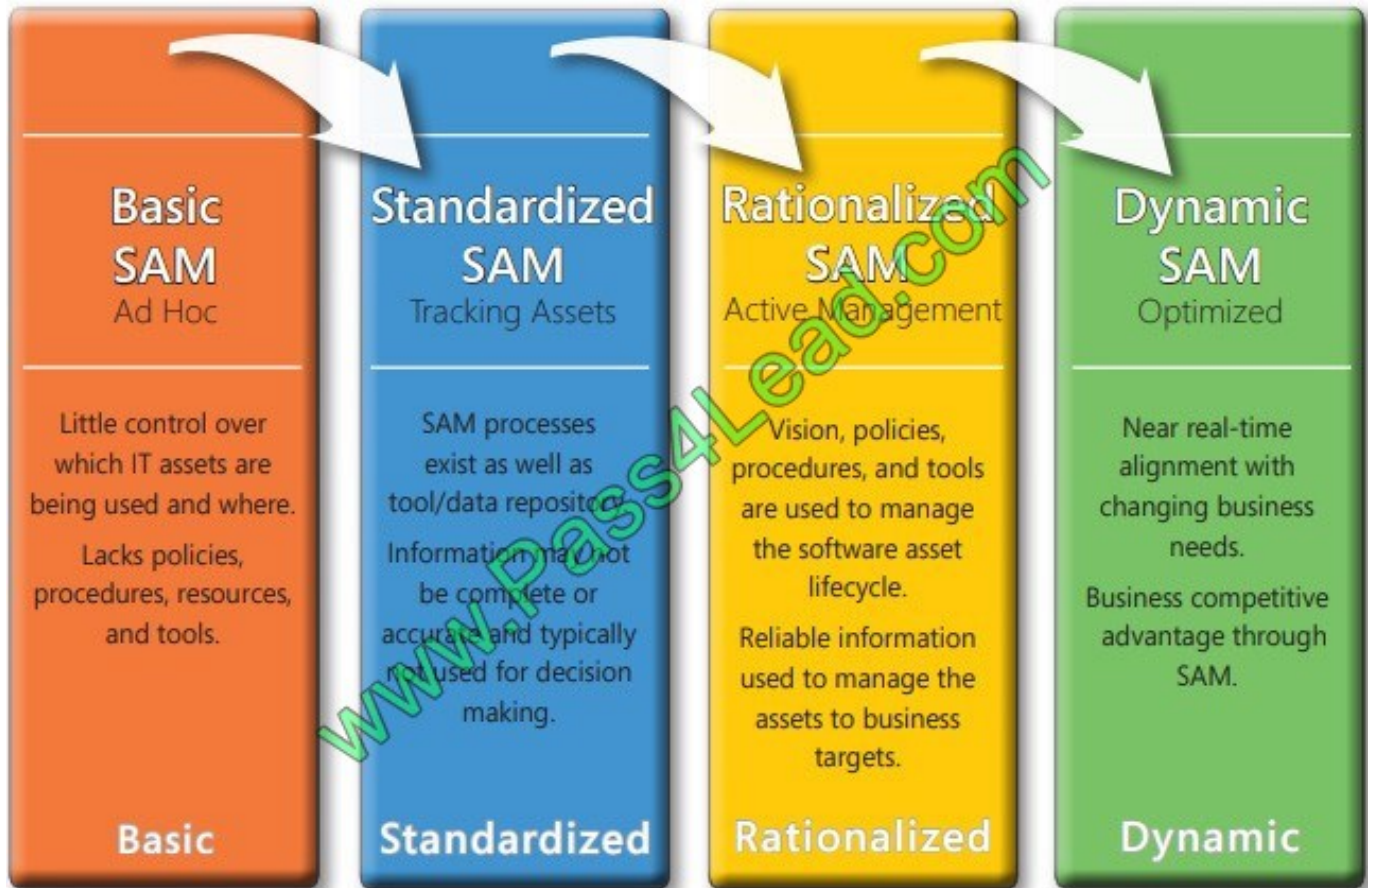 Basic
SAM
Ad Hoc
Little control over
which IT assets are
being used and where.
Lacks policies,
procedures, resources,
and tools.
Basic
Standardized
SAM
Tracking Assets
SAM processes
exist as well as
tool/data repository.
Information may not
be complete or
accurate and typically
not used for decision
making.
Standardized
Rationalized
SAM
Active Management
Vision, policies,
procedures, and tools
are used to manage
the software asset
lifecycle.
Reliable information
used to manage the
assets to business
targets.
Rationalized
Dynamic
SAM
Optimized
Near real-time
alignment with
changing business
needs.
Business competitive
advantage through
SAM.
Dynamic
www.Pass4Lead.com